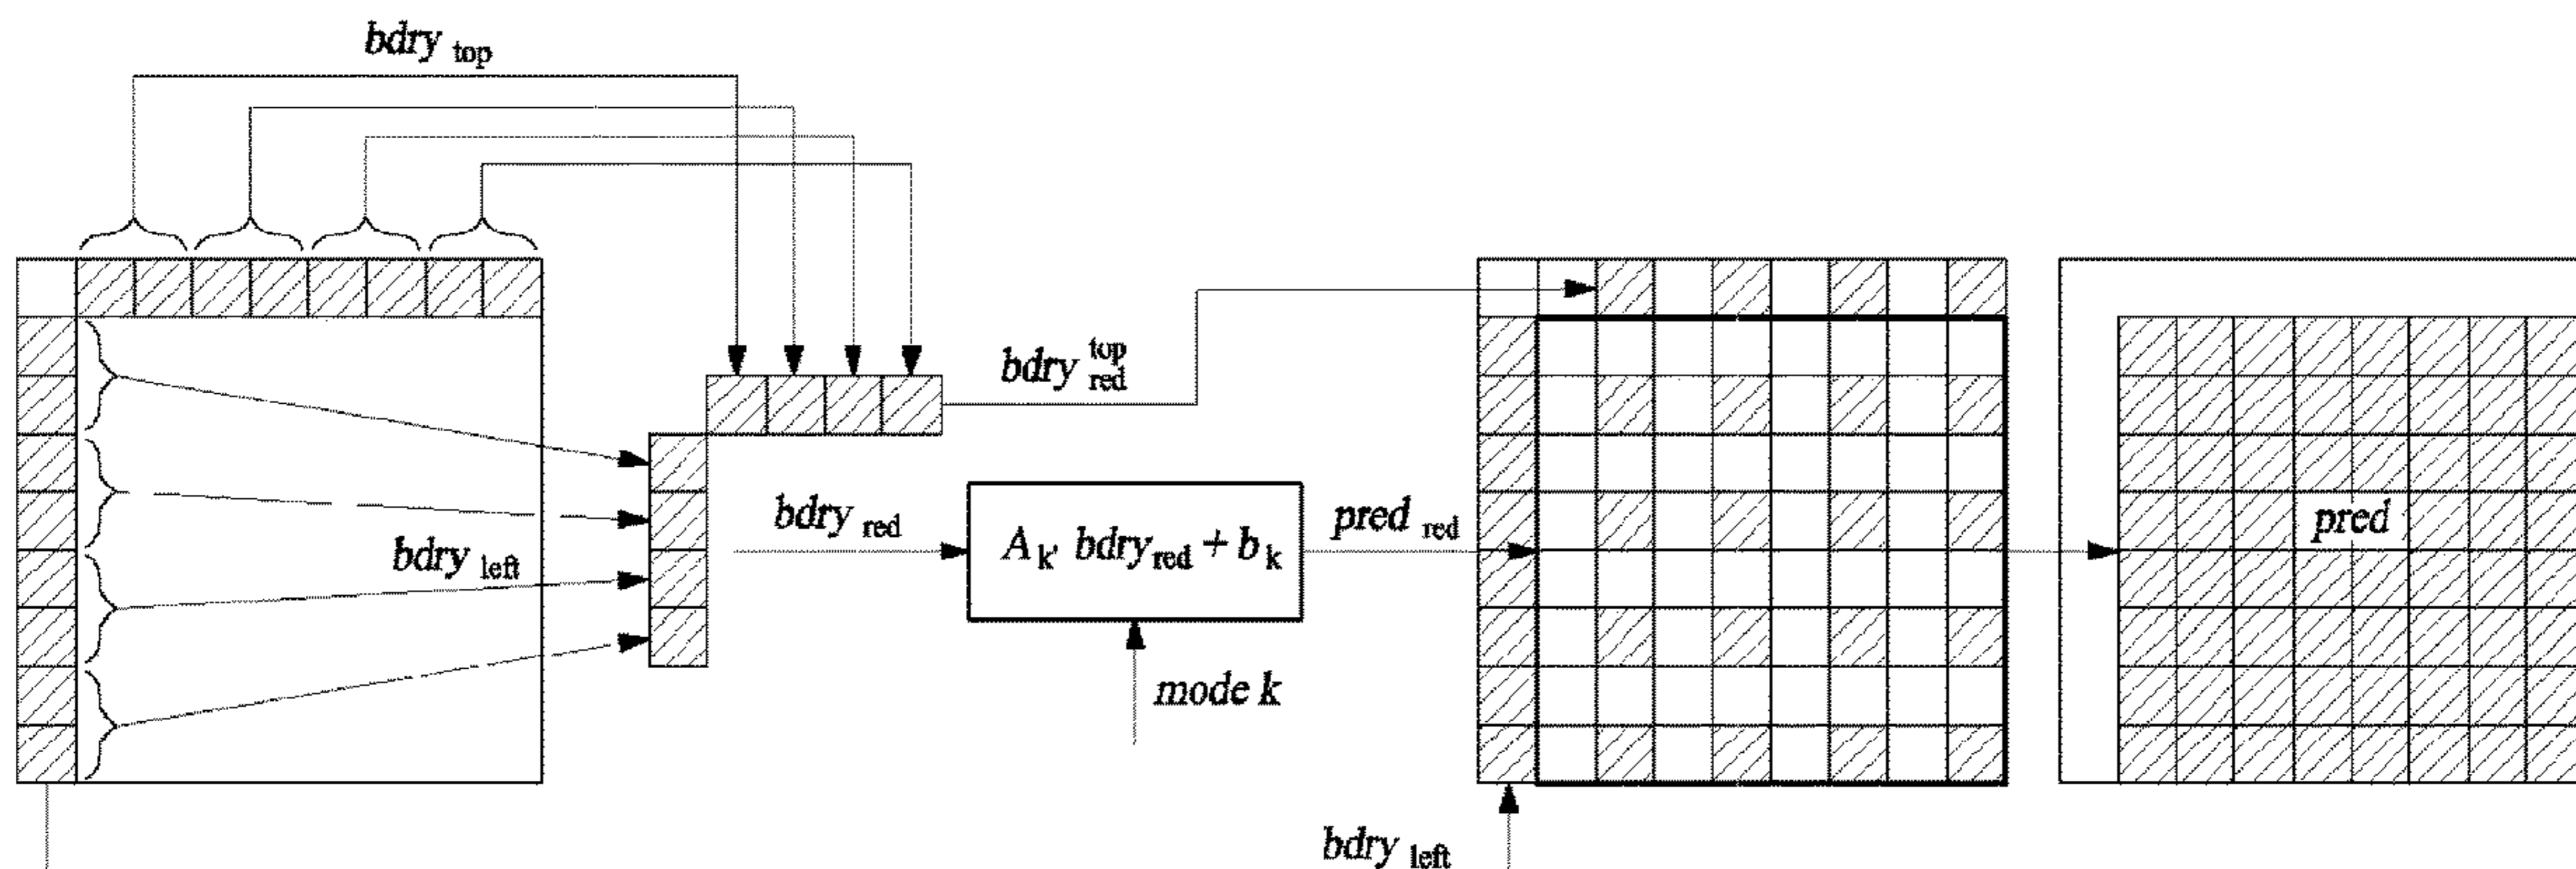 bdry top
bdry top red
bdry red
A k' bdry red + b k
pred red
pred
bdry left
mode k
bdry left